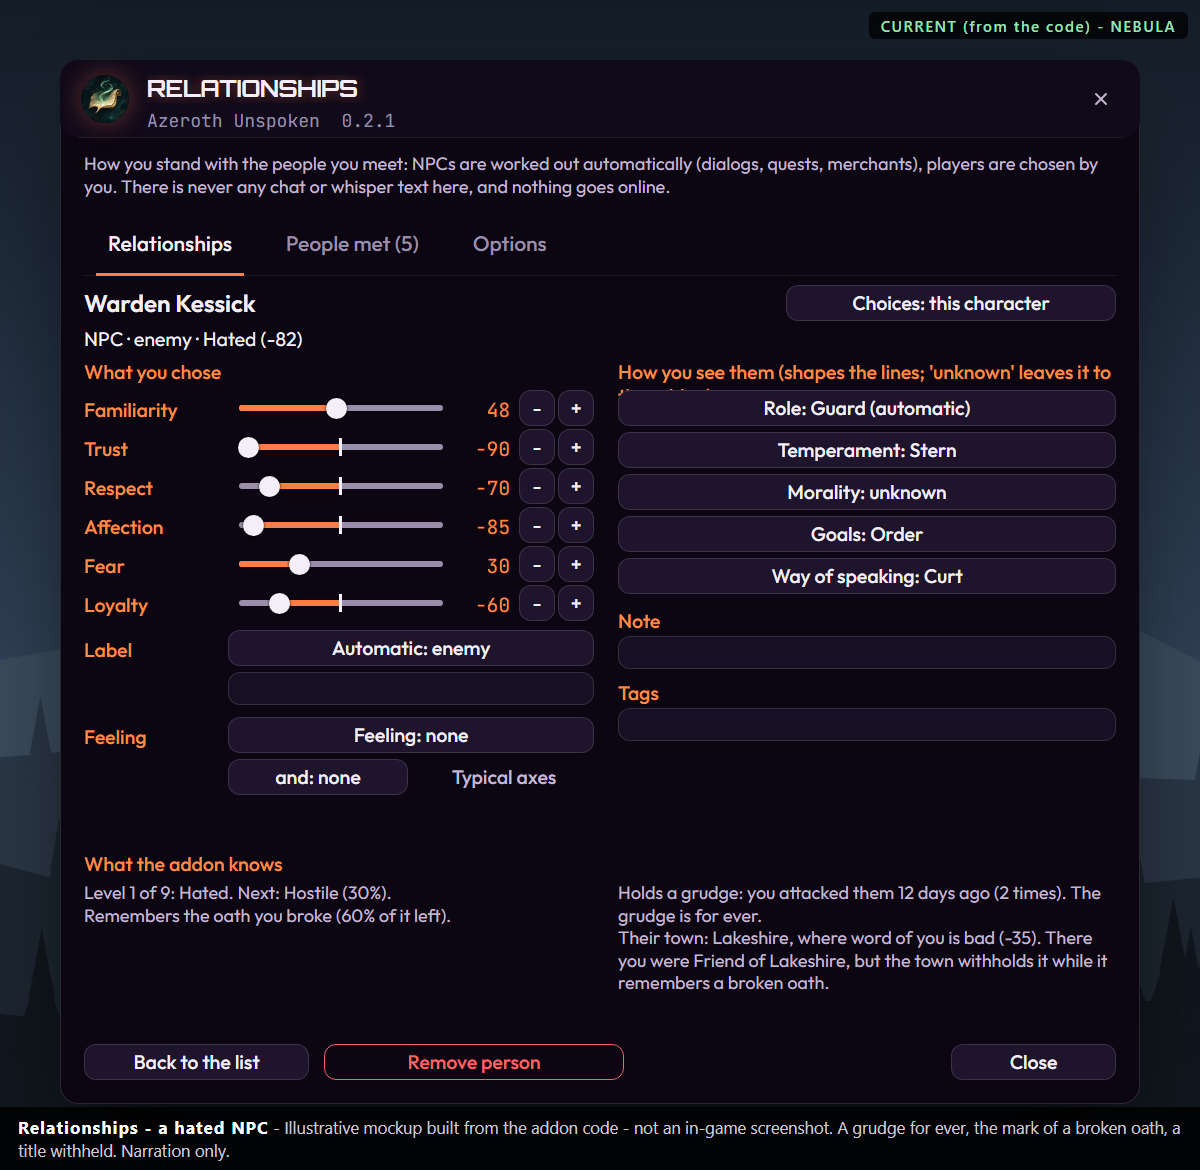 CURRENT (from the code) - NEBULA
RELATIONSHIPS
Azeroth Unspoken 0.2.1
How you stand with the people you meet: NPCs are worked out automatically (dialogs, quests, merchants), players are chosen by
you. There is never any chat or whisper text here, and nothing goes online.
Relationships
People met (5)
Options
Warden Kessick
Choices: this character
NPC · enemy · Hated (-82)
What you chose
Familiarity 48 - +
Trust -90 - +
Respect -70 - +
Affection -85 - +
Fear 30 - +
Loyalty -60 - +
Label
Automatic: enemy
Feeling
Feeling: none
and: none
Typical axes
How you see them (shapes the lines; 'unknown' leaves it to
Role: Guard (automatic)
Temperament: Stern
Morality: unknown
Goals: Order
Way of speaking: Curt
Note
Tags
What the addon knows
Level 1 of 9: Hated. Next: Hostile (30%).
Remembers the oath you broke (60% of it left).
Holds a grudge: you attacked them 12 days ago (2 times). The
grudge is for ever.
Their town: Lakeshire, where word of you is bad (-35). There
you were Friend of Lakeshire, but the town withholds it while it
remembers a broken oath.
Back to the list
Remove person
Close
Relationships - a hated NPC - Illustrative mockup built from the addon code - not an in-game screenshot. A grudge for ever, the mark of a broken oath, a
title withheld. Narration only.